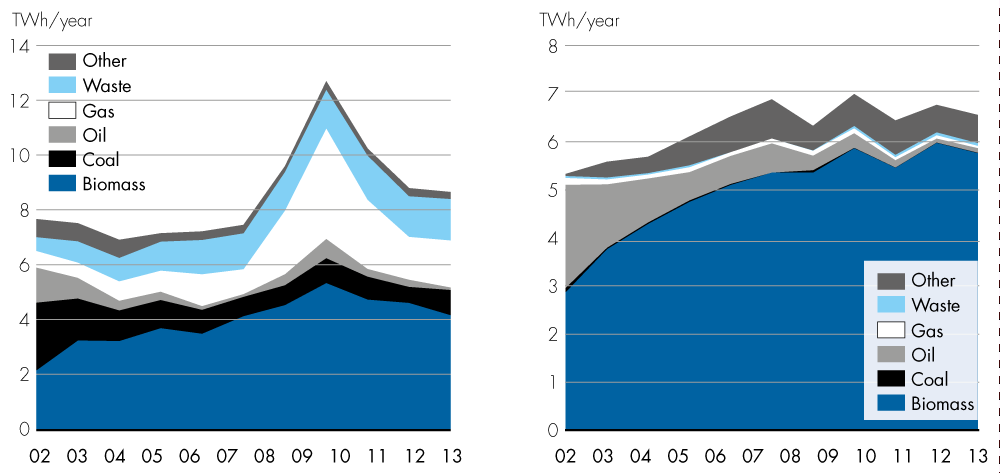 TWh/year
14
12
10
8
6
4
2
0
Other
Waste
Gas
Oil
Coal
Biomass
02 03 04 05 06 07 08 09 10 11 12 13
TWh/year
8
7
6
5
4
3
2
1
0
Other
Waste
Gas
Oil
Coal
Biomass
02 03 04 05 06 07 08 09 10 11 12 13